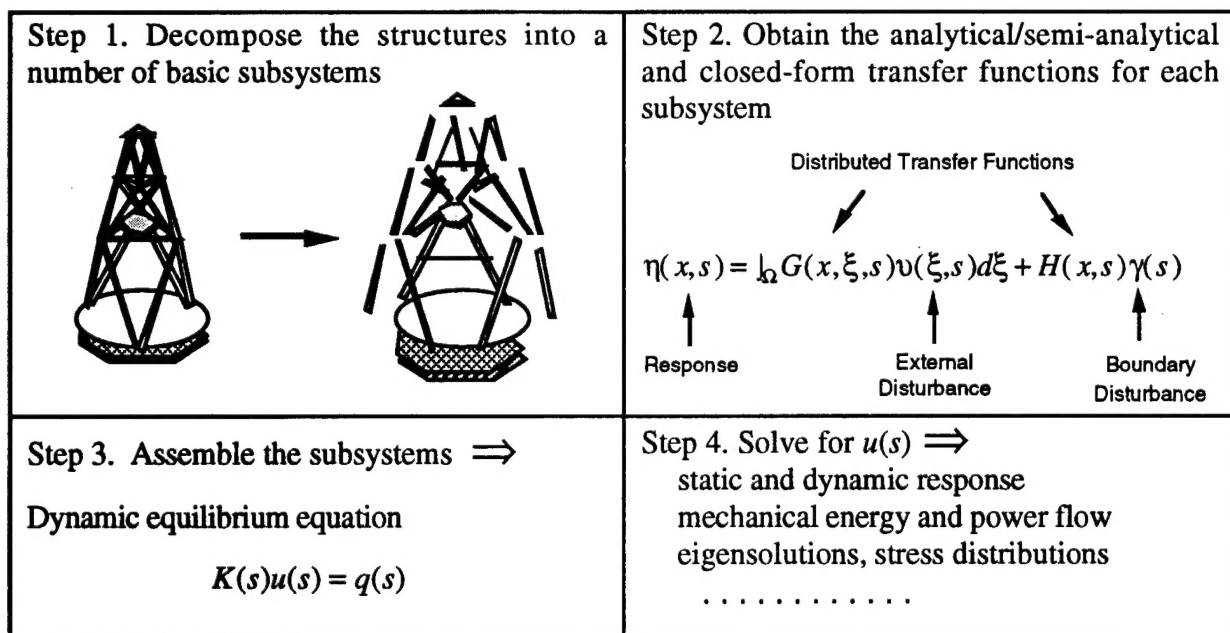 Step 1. Decompose the structures into a
number of basic subsystems
Step 2. Obtain the analytical/semi-analytical
and closed-form transfer functions for each
subsystem
Distributed Transfer Functions
η(x,s) = ∫_Ω G(x,ξ,s)υ(ξ,s)dξ + H(x,s)γ(s)
Response
External
Disturbance
Boundary
Disturbance
Step 3. Assemble the subsystems ⇒
Dynamic equilibrium equation
K(s)u(s) = q(s)
Step 4. Solve for u(s) ⇒
static and dynamic response
mechanical energy and power flow
eigensolutions, stress distributions
. . . . . . . . . . . .